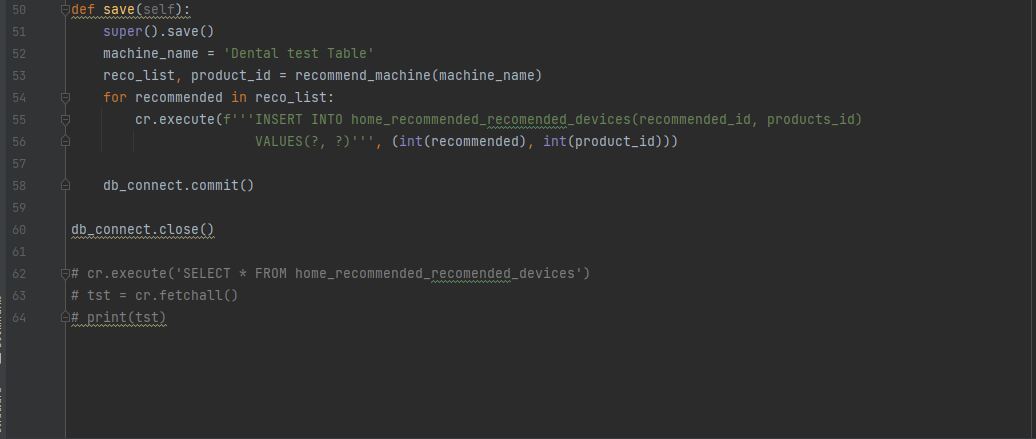 50 def save(self):
51     super().save()
52     machine_name = 'Dental test Table'
53     reco_list, product_id = recommend_machine(machine_name)
54     for recommended in reco_list:
55         cr.execute(f'''INSERT INTO home_recommended_recomended_devices(recommended_id, products_id)
56                        VALUES(?, ?)''', (int(recommended), int(product_id)))
57
58     db_connect.commit()
59
60 db_connect.close()
61
62 # cr.execute('SELECT * FROM home_recommended_recomended_devices')
63 # tst = cr.fetchall()
64 # print(tst)